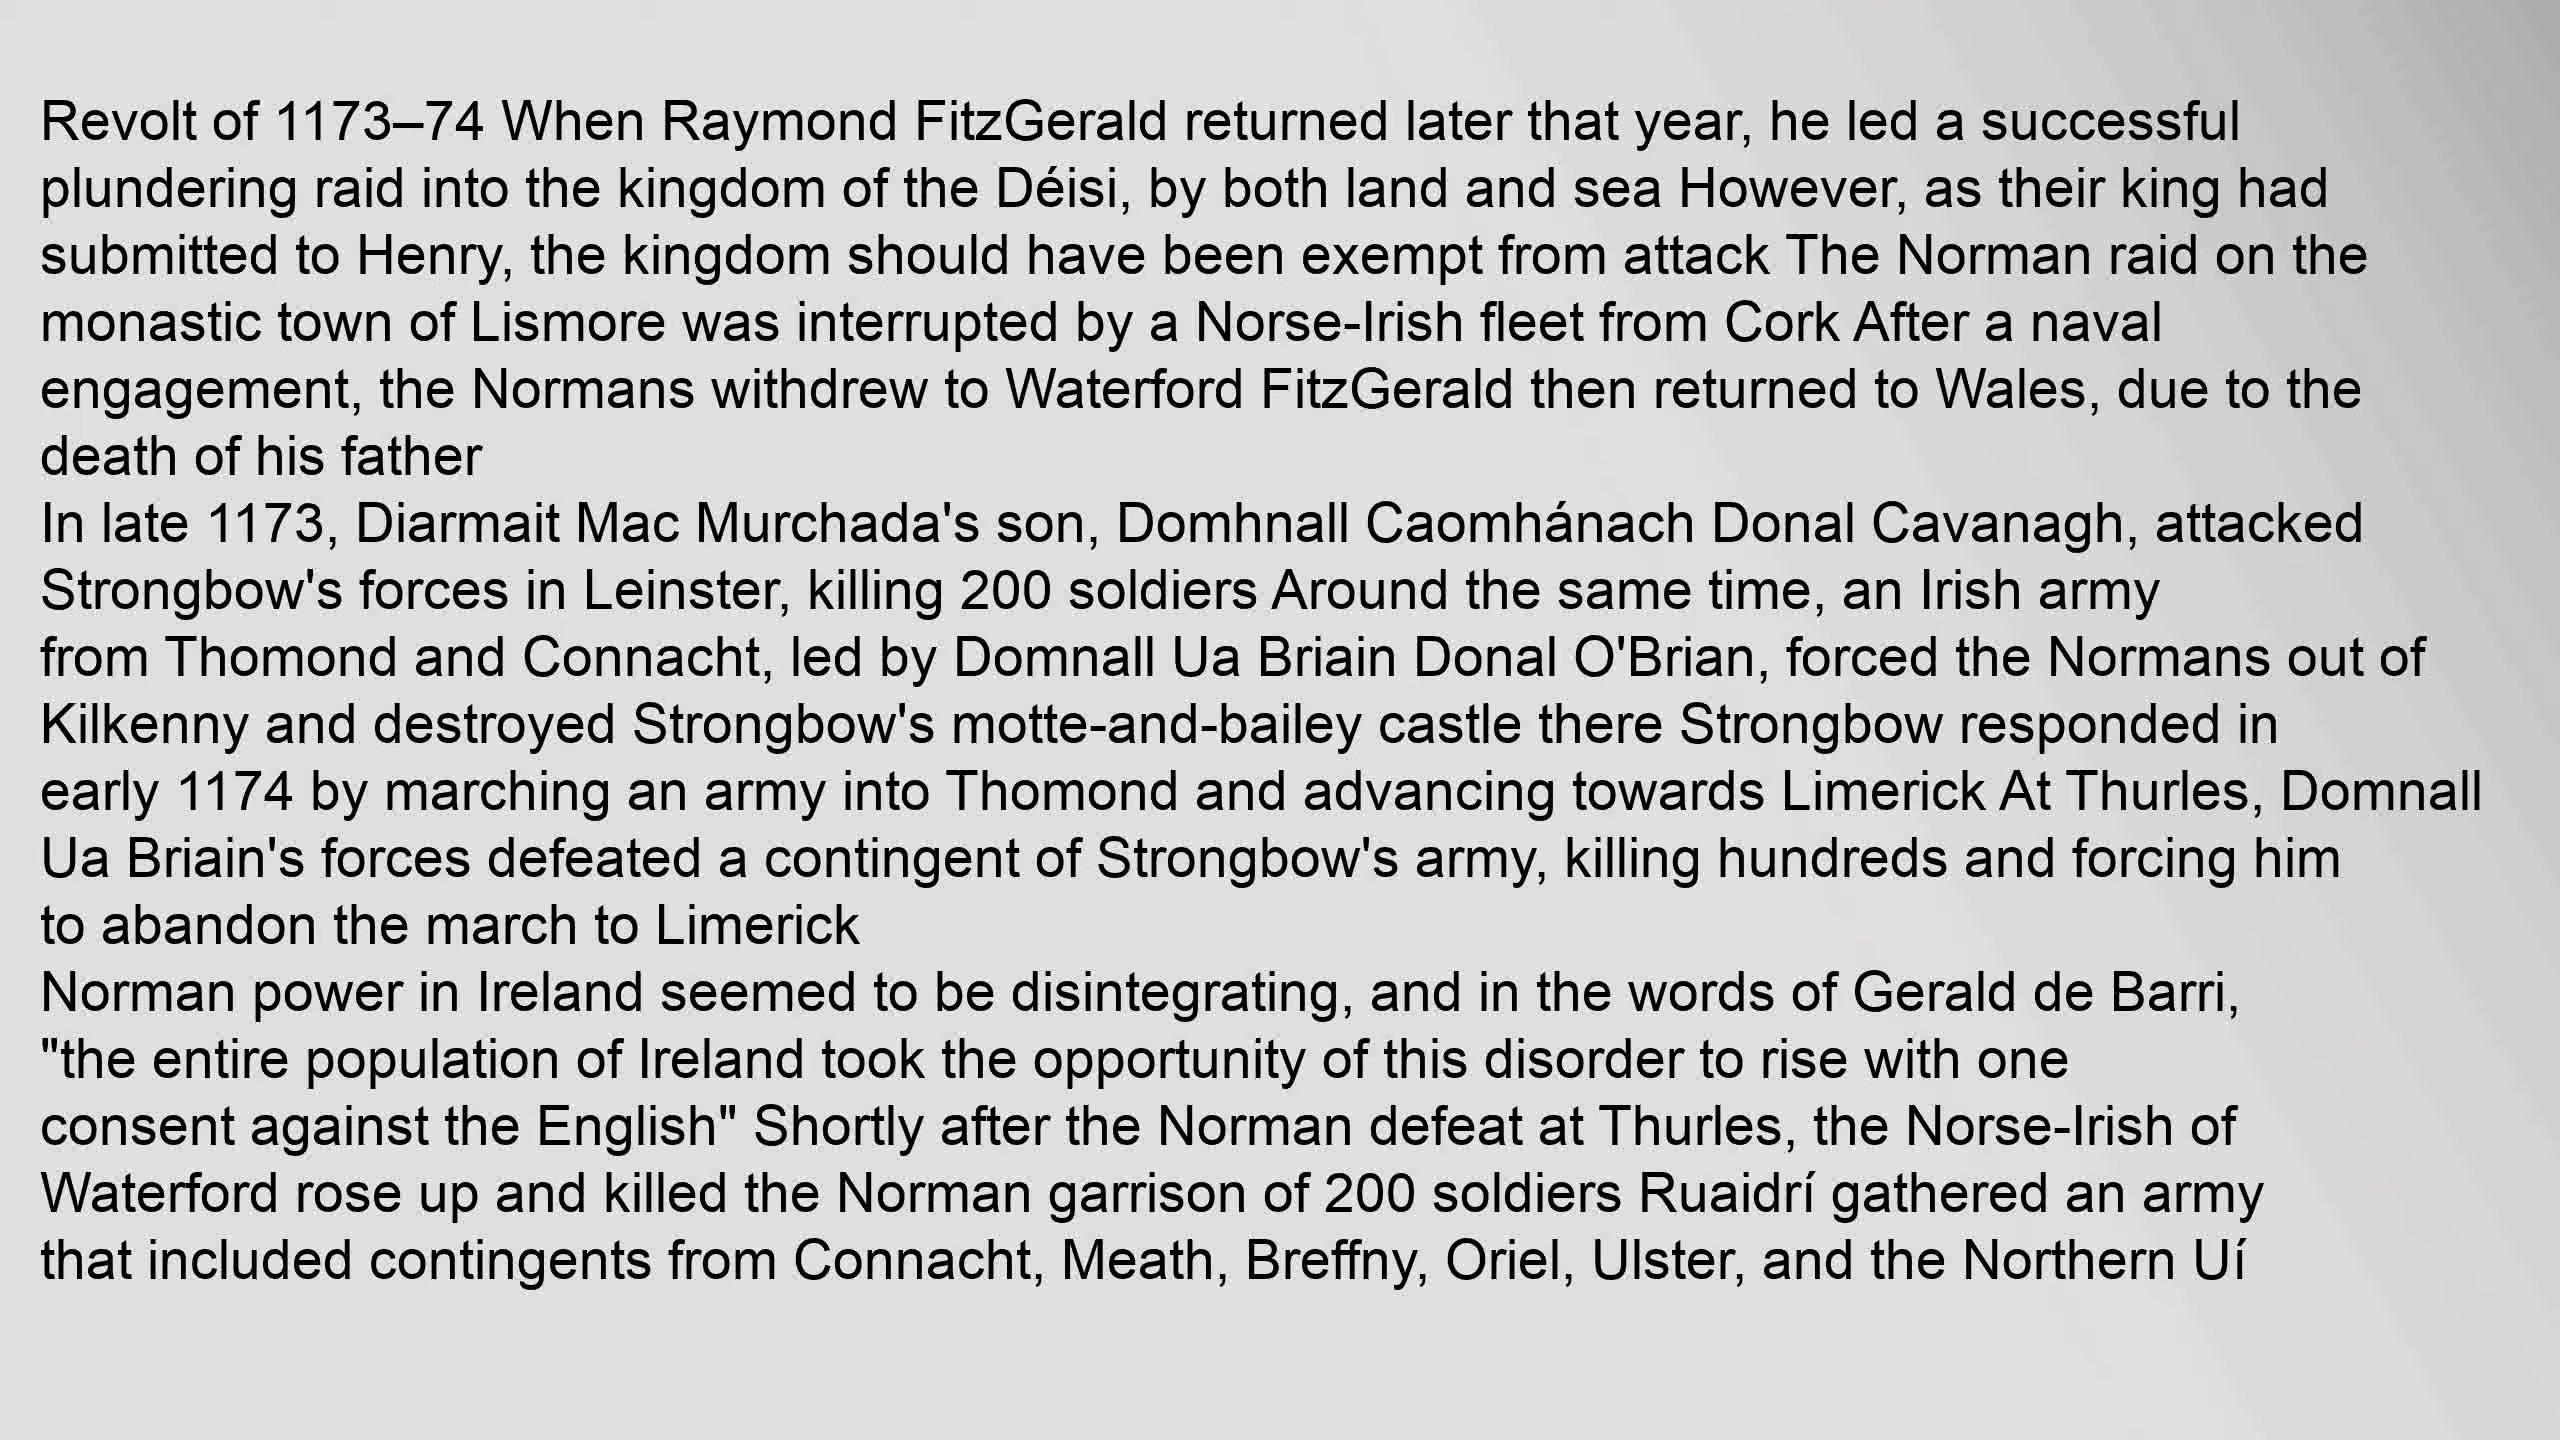 Revolt of 1173–74 When Raymond FitzGerald returned later that year, he led a successful
plundering raid into the kingdom of the Déisi, by both land and sea However, as their king had
submitted to Henry, the kingdom should have been exempt from attack The Norman raid on the
monastic town of Lismore was interrupted by a Norse-Irish fleet from Cork After a naval
engagement, the Normans withdrew to Waterford FitzGerald then returned to Wales, due to the
death of his father
In late 1173, Diarmait Mac Murchada's son, Domhnall Caomhánach Donal Cavanagh, attacked
Strongbow's forces in Leinster, killing 200 soldiers Around the same time, an Irish army
from Thomond and Connacht, led by Domnall Ua Briain Donal O'Brian, forced the Normans out of
Kilkenny and destroyed Strongbow's motte-and-bailey castle there Strongbow responded in
early 1174 by marching an army into Thomond and advancing towards Limerick At Thurles, Domnall
Ua Briain's forces defeated a contingent of Strongbow's army, killing hundreds and forcing him
to abandon the march to Limerick
Norman power in Ireland seemed to be disintegrating, and in the words of Gerald de Barri,
"the entire population of Ireland took the opportunity of this disorder to rise with one
consent against the English" Shortly after the Norman defeat at Thurles, the Norse-Irish of
Waterford rose up and killed the Norman garrison of 200 soldiers Ruaidrí gathered an army
that included contingents from Connacht, Meath, Breffny, Oriel, Ulster, and the Northern Uí